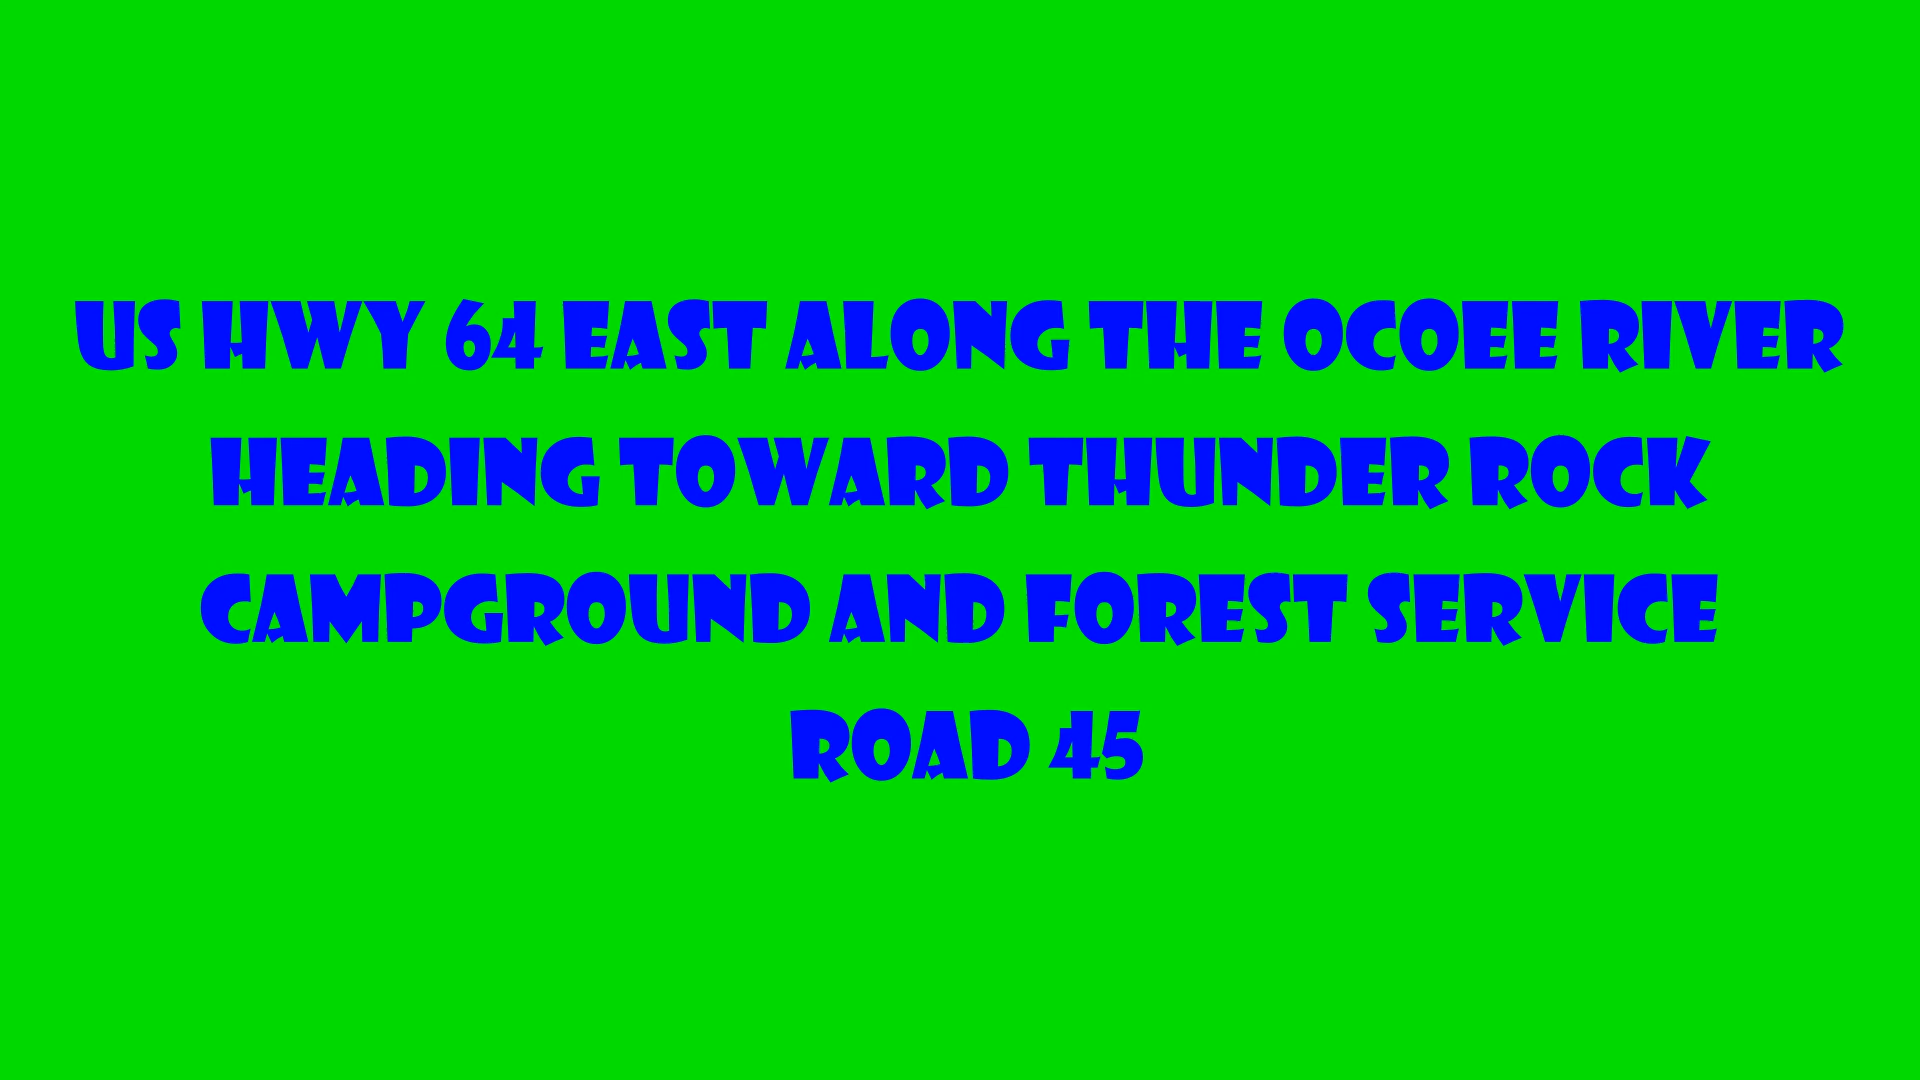 US HWY 64 EAST ALONG THE OCOEE RIVER
HEADING TOWARD THUNDER ROCK
CAMPGROUND AND FOREST SERVICE
ROAD 45